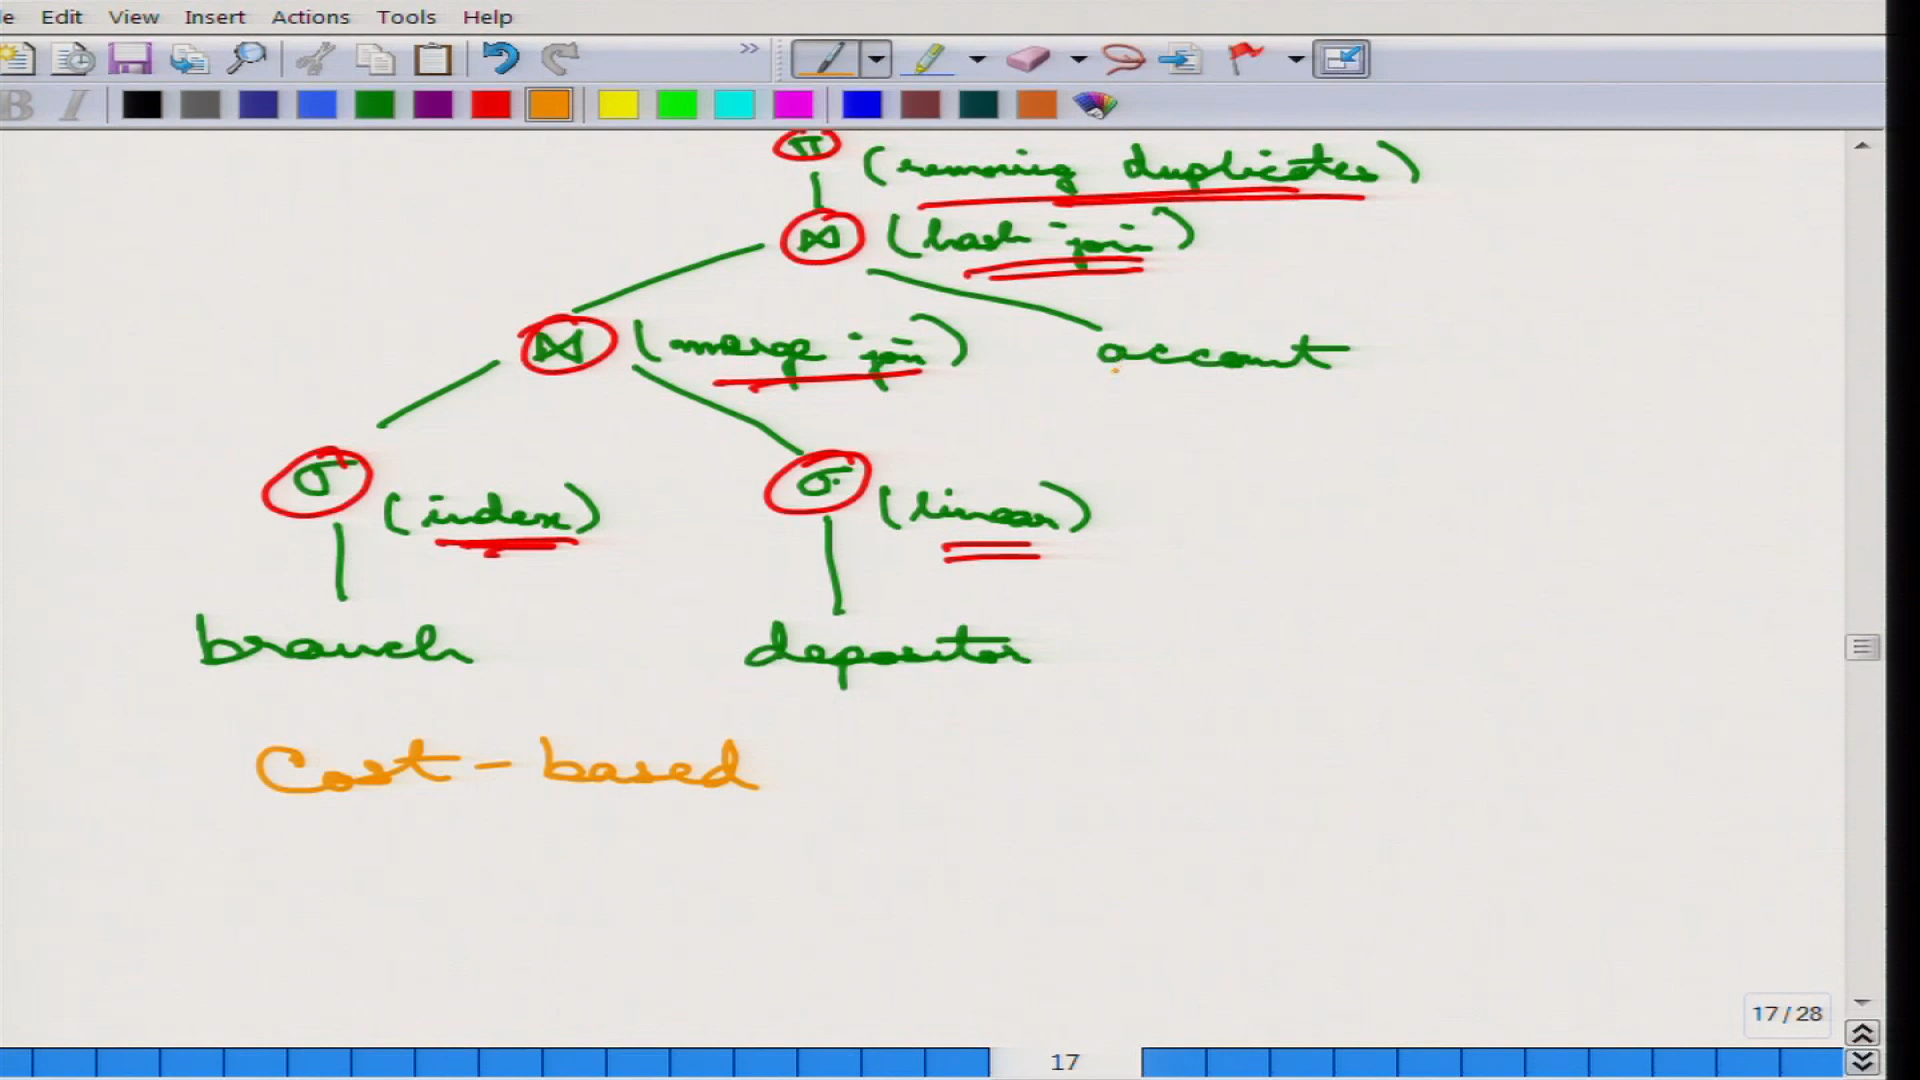 Edit View Insert Actions Tools Help
B I
π (removing duplicates)
⋈ (hash join)
⋈ (merge join) account
σ (index) σ (linear)
branch depositor
Cost-based
17 / 28
17